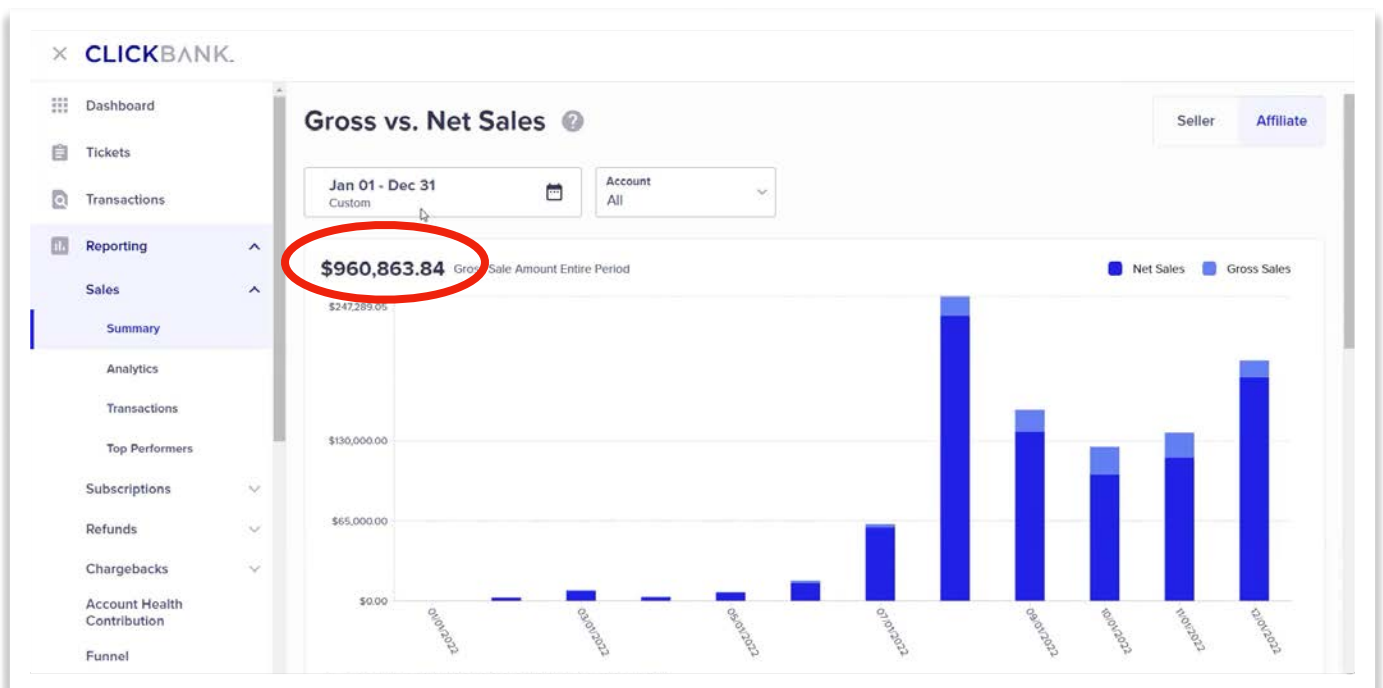 CLICKBANK.
Dashboard
Tickets
Transactions
Reporting
Sales
Summary
Analytics
Transactions
Top Performers
Subscriptions
Refunds
Chargebacks
Account Health
Contribution
Funnel
Gross vs. Net Sales ?
Seller Affiliate
Jan 01 - Dec 31
Custom
Account
All
$960,863.84 Gross Sale Amount Entire Period
Net Sales Gross Sales
$247,289.05
$130,000.00
$65,000.00
$0.00
01/01/2022 03/01/2022 05/01/2022 07/01/2022 09/01/2022 10/01/2022 11/01/2022 12/01/2022